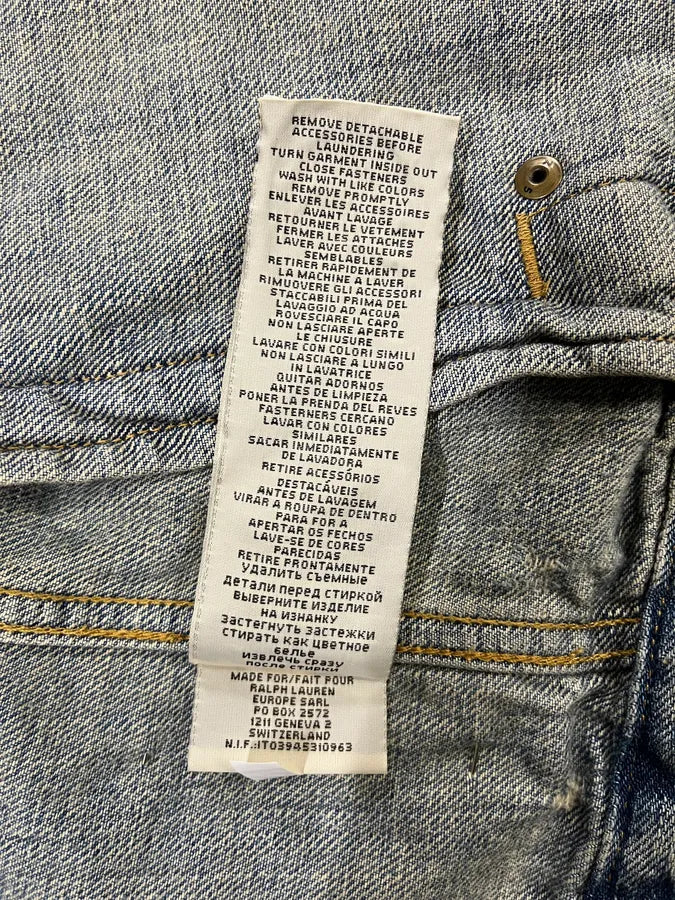 REMOVE DETACHABLE
ACCESSORIES BEFORE
LAUNDERING
TURN GARMENT INSIDE OUT
CLOSE FASTENERS
WASH WITH LIKE COLORS
REMOVE PROMPTLY
ENLEVER LES ACCESSOIRES
AVANT LAVAGE
RETOURNER LE VETEMENT
FERMER LES ATTACHES
LAVER AVEC COULEURS
SEMBLABLES
RETIRER RAPIDEMENT DE
LA MACHINE A LAVER
RIMUOVERE GLI ACCESSORI
STACCABILI PRIMA DEL
LAVAGGIO AD ACQUA
ROVESCIARE IL CAPO
NON LASCIARE APERTE
LE CHIUSURE
LAVARE CON COLORI SIMILI
NON LASCIARE A LUNGO
IN LAVATRICE
QUITAR ADORNOS
ANTES DE LIMPIEZA
PONER LA PRENDA DEL REVES
FASTERNERS CERCANO
LAVAR CON COLORES
SIMILARES
SACAR INMEDIATAMENTE
DE LAVADORA
RETIRE ACESSÓRIOS
DESTACÁVEIS
ANTES DE LAVAGEM
VIRAR A ROUPA DE DENTRO
PARA FOR A
APERTAR OS FECHOS
LAVE-SE DE CORES
PARECIDAS
RETIRE PRONTAMENTE
УДАЛИТЬ СЪЕМНЫЕ
ДЕТАЛИ ПЕРЕД СТИРКОЙ
ВЫВЕРНИТЕ ИЗДЕЛИЕ
НА ИЗНАНКУ
ЗАСТЕГНУТЬ ЗАСТЕЖКИ
СТИРАТЬ КАК ЦВЕТНОЕ
БЕЛЬЕ
ИЗВЛЕЧЬ СРАЗУ
ПОСЛЕ СТИРКИ
MADE FOR/FAIT POUR
RALPH LAUREN
EUROPE SARL
PO BOX 2572
1211 GENEVA 2
SWITZERLAND
N.I.F.:IT03945310963